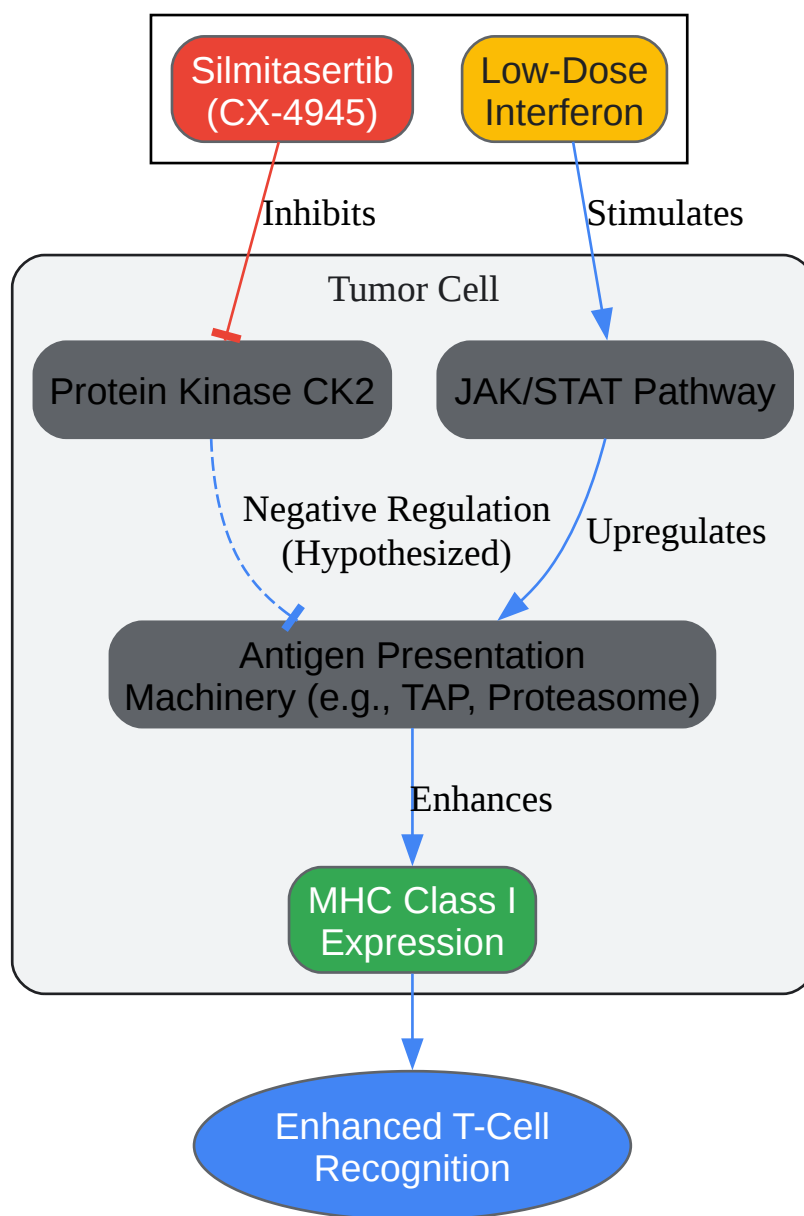 Silmitasertib
(CX-4945)
Low-Dose
Interferon
Inhibits
Stimulates
Tumor Cell
Protein Kinase CK2
JAK/STAT Pathway
Negative Regulation
(Hypothesized)
Upregulates
Antigen Presentation
Machinery (e.g., TAP, Proteasome)
Enhances
MHC Class I
Expression
Enhanced T-Cell
Recognition